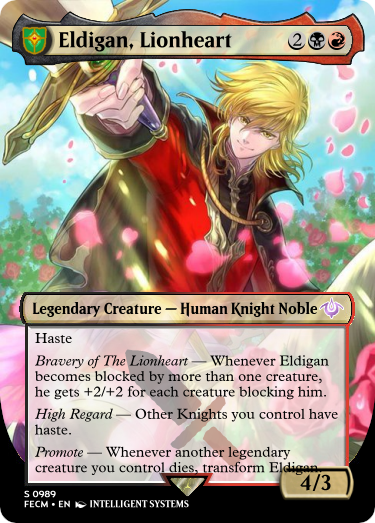 Eldigan, Lionheart 2
Legendary Creature — Human Knight Noble
Haste
Bravery of The Lionheart — Whenever Eldigan
becomes blocked by more than one creature,
he gets +2/+2 for each creature blocking him.
High Regard — Other Knights you control have
haste.
Promote — Whenever another legendary
creature you control dies, transform Eldigan.
4/3
S 0989
FECM • EN INTELLIGENT SYSTEMS